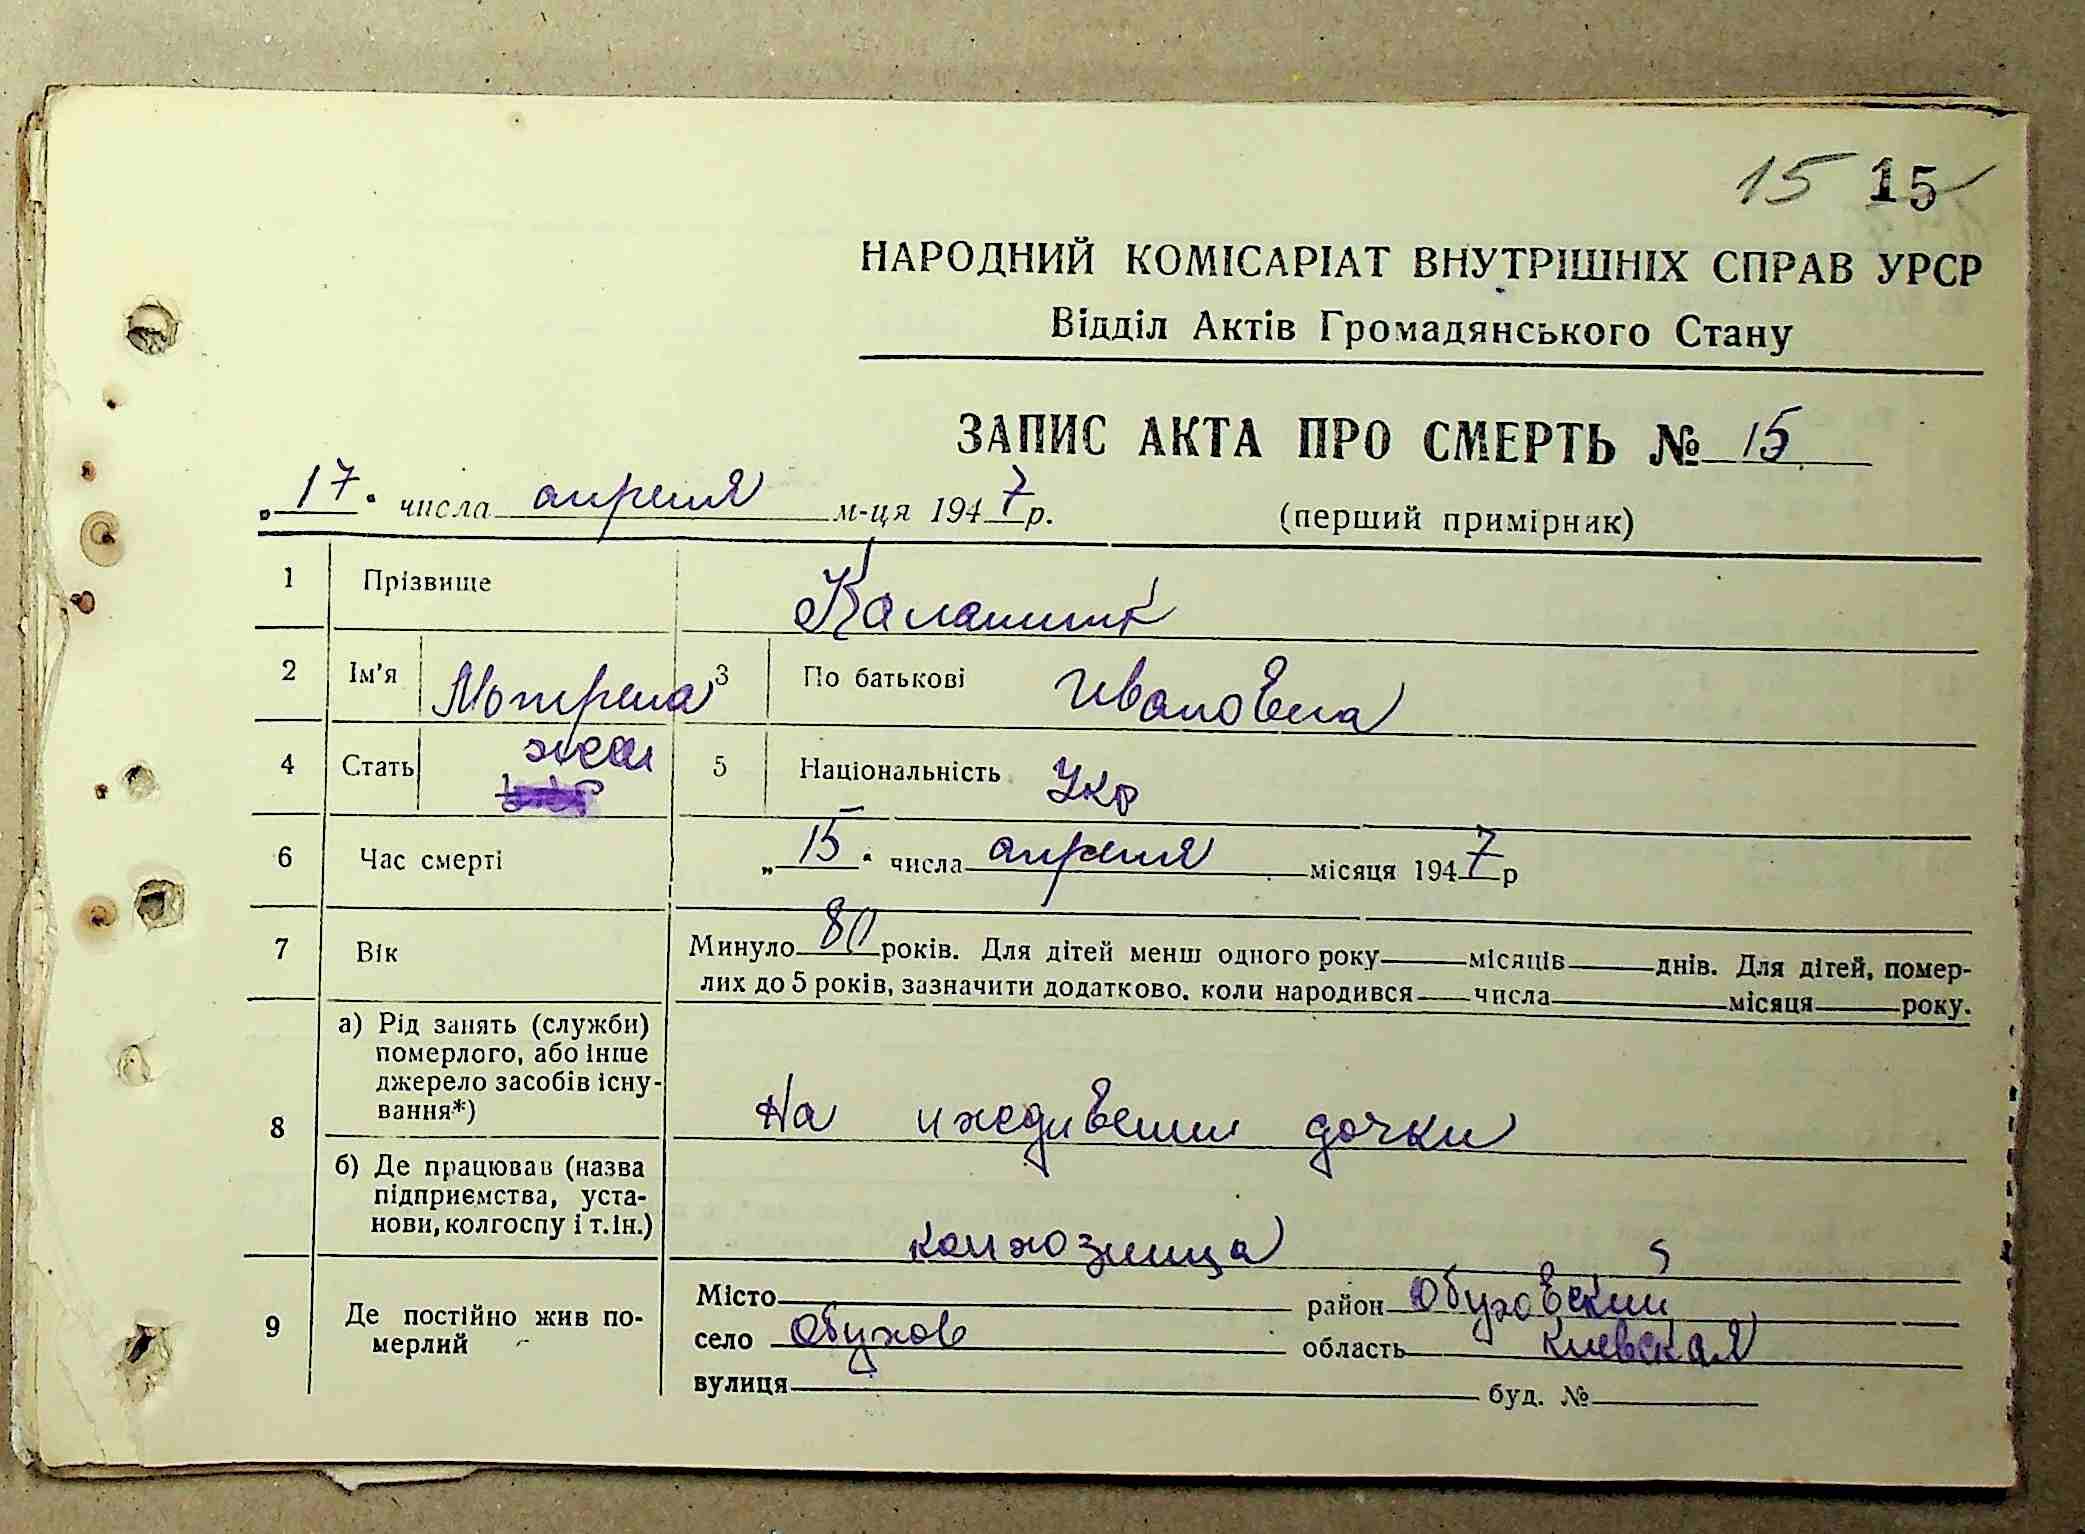 15 15
НАРОДНИЙ КОМІСАРІАТ ВНУТРІШНІХ СПРАВ УРСР
Відділ Актів Громадянського Стану
ЗАПИС АКТА ПРО СМЕРТЬ № 15
„17" числа апреля м-ця 1947 р. (перший примірник)
1 Прізвище Калашник
2 Ім'я Мотрена 3 По батькові Ивановена
4 Стать жен 5 Національність Укр
6 Час смерті „15" числа апреля місяця 1947 р
7 Вік Минуло 80 років. Для дітей менш одного року місяців днів. Для дітей, помер-
лих до 5 років, зазначити додатково, коли народився числа місяця року.
8 а) Рід занять (служби)
померлого, або інше
джерело засобів існу-
вання*) На иждивении дочки
б) Де працював (назва
підприємства, уста-
нови, колгоспу і т.ін.) колхозница
9 Де постійно жив по-
мерлий
Місто район Обуховский
село Обухов область Киевская
вулиця буд. №